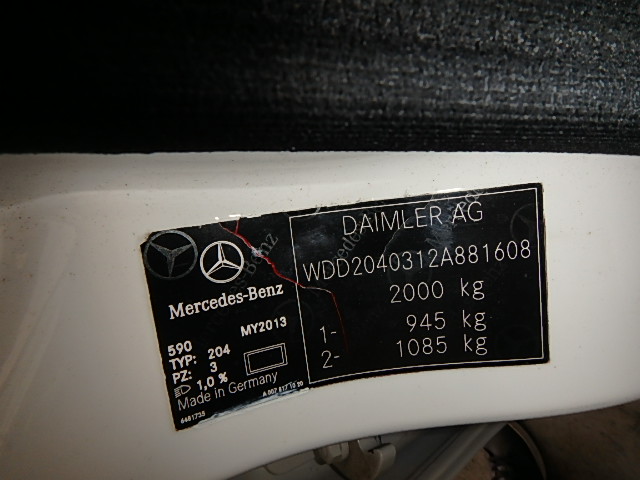 Mercedes-Benz
590 MY2013
TYP: 204
PZ: 3
1,0 %
Made in Germany
6481735
DAIMLER AG
WDD2040312A881608
2000 kg
1- 945 kg
2- 1085 kg